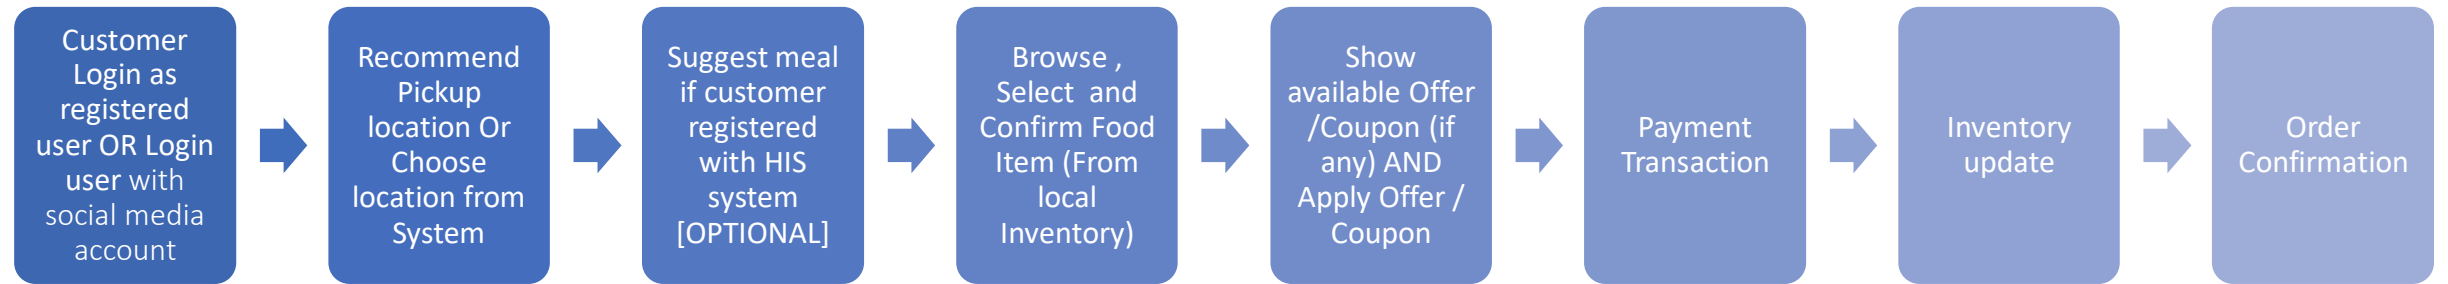 Customer
Login as
registered
user OR Login
user with
social media
account
Recommend
Pickup
location Or
Choose
location from
System
Suggest meal
if customer
registered
with HIS
system
[OPTIONAL]
Browse ,
Select and
Confirm Food
Item (From
local
Inventory)
Show
available Offer
/Coupon (if
any) AND
Apply Offer /
Coupon
Payment
Transaction
Inventory
update
Order
Confirmation